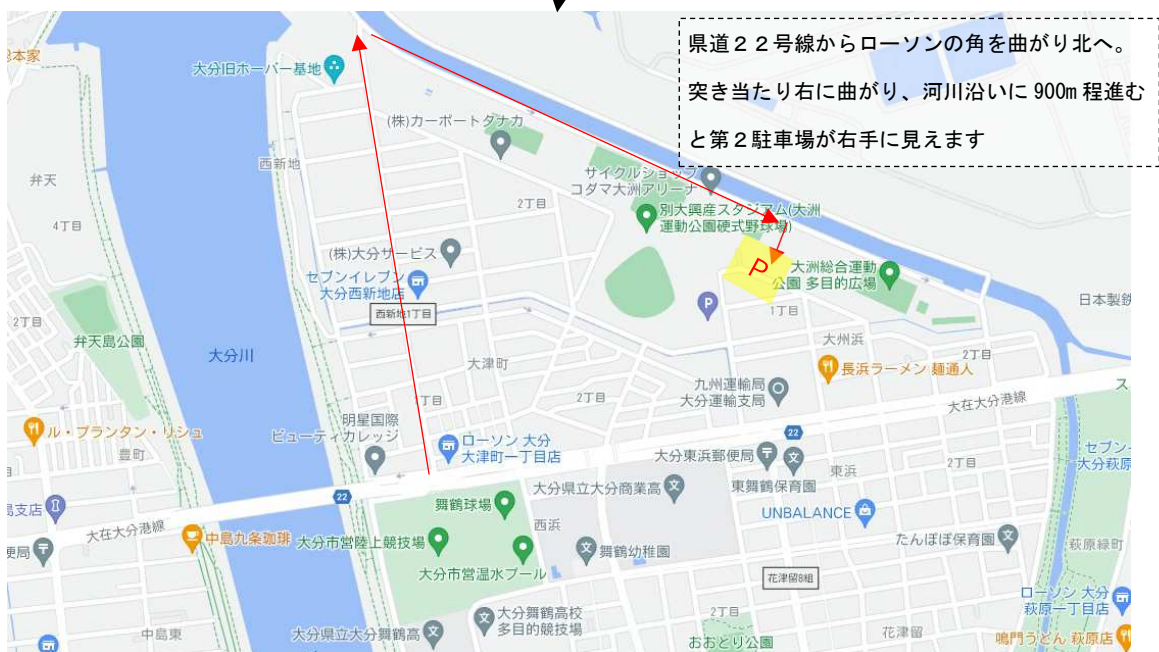 県道２２号線からローソンの角を曲がり北へ。
突き当たり右に曲がり、河川沿いに900m程進む
と第２駐車場が右手に見えます
本家
大分旧ホーバー基地
(株)カーポートタナカ
西新地
サイクルショップ
コダマ大洲アリーナ
弁天
2丁目
別大興産スタジアム(大洲
運動公園硬式野球場)
4丁目
(株)大分サービス
P
大洲総合運動
公園 多目的広場
セブンイレブン
大分西新地店
P
日本製鉄
西新地1丁目
1丁目
2丁目
弁天島公園
大州浜
大分川
大津町
2丁目
長浜ラーメン 麺通人
九州運輸局
大分運輸支局
ス
1丁目
2丁目
大在大分港線
明星国際
ビューティカレッジ
ル・プランタン・リシュ
豊町
ローソン 大分
大津町一丁目店
22
大分東浜郵便局
東浜
2丁目
セブン-
大分萩原
大分県立大分商業高
東舞鶴保育園
22
島支店
舞鶴球場
西浜
UNBALANCE
大在大分港線
中島九条珈琲
大分市営陸上競技場
たんぽぽ保育園
便局
舞鶴幼稚園
萩原緑町
大分市営温水プール
花津留8組
ローソン 大分
萩原一丁目店
大分舞鶴高校
多目的競技場
2丁目
中島東
大分県立大分舞鶴高
おおとり公園
花津留
鳴門うどん 萩原店